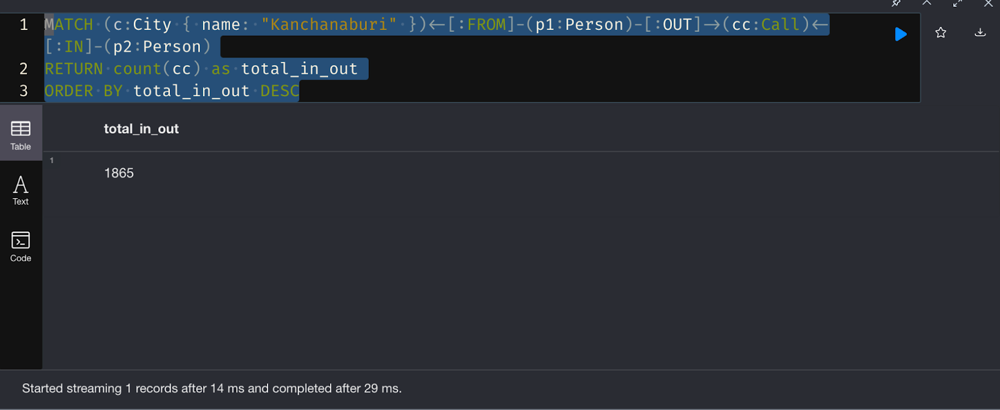 1 MATCH (c:City { name: "Kanchanaburi" })<-[:FROM]-(p1:Person)-[:OUT]->(cc:Call)<-
[:IN]-(p2:Person)
2 RETURN count(cc) as total_in_out
3 ORDER BY total_in_out DESC
Table
total_in_out
1
1865
Text
Code
Started streaming 1 records after 14 ms and completed after 29 ms.